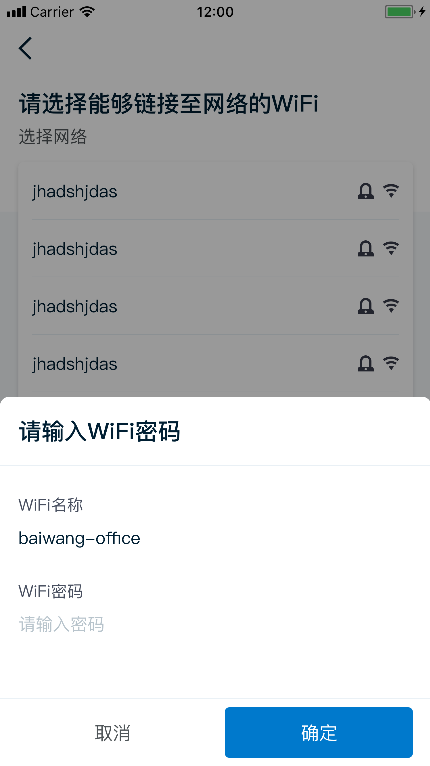 Carrier 12:00
请选择能够链接至网络的WiFi
选择网络
jhadshjdas
jhadshjdas
jhadshjdas
jhadshjdas
请输入WiFi密码
WiFi名称
baiwang-office
WiFi密码
请输入密码
取消 确定